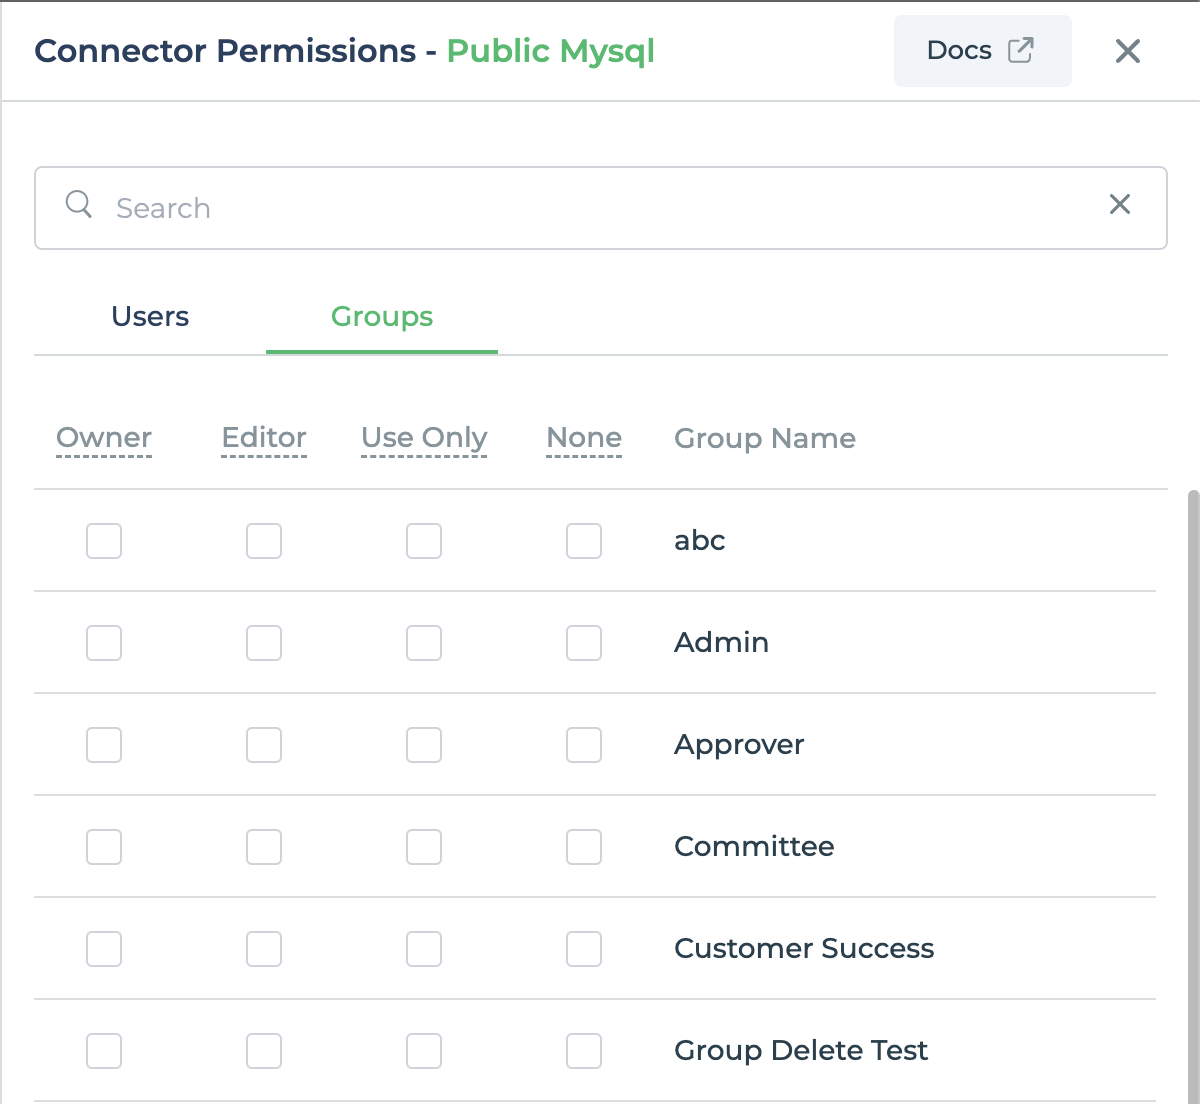 Connector Permissions - Public Mysql
Docs
Search
Users Groups
Owner Editor Use Only None Group Name
abc
Admin
Approver
Committee
Customer Success
Group Delete Test